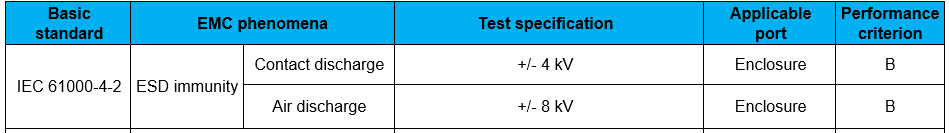 Basic standard EMC phenomena Test specification Applicable port Performance criterion
IEC 61000-4-2 ESD immunity Contact discharge +/- 4 kV Enclosure B
Air discharge +/- 8 kV Enclosure B